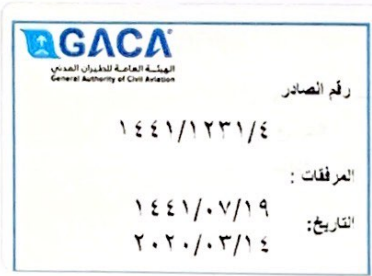 GACA
الهيئة العامة للطيران المدني
General Authority of Civil Aviation
رقم الصادر
١٤٤١/١٢٣١/٤
المرفقات :
١٤٤١/٠٧/١٩
التاريخ:
٢٠٢٠/٠٣/١٤